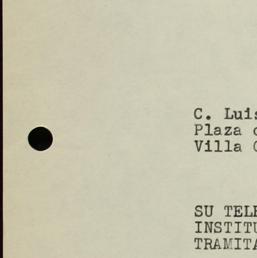 C. Luis
Plaza
Villa
SU TELE
INSTITU
TRAMITA